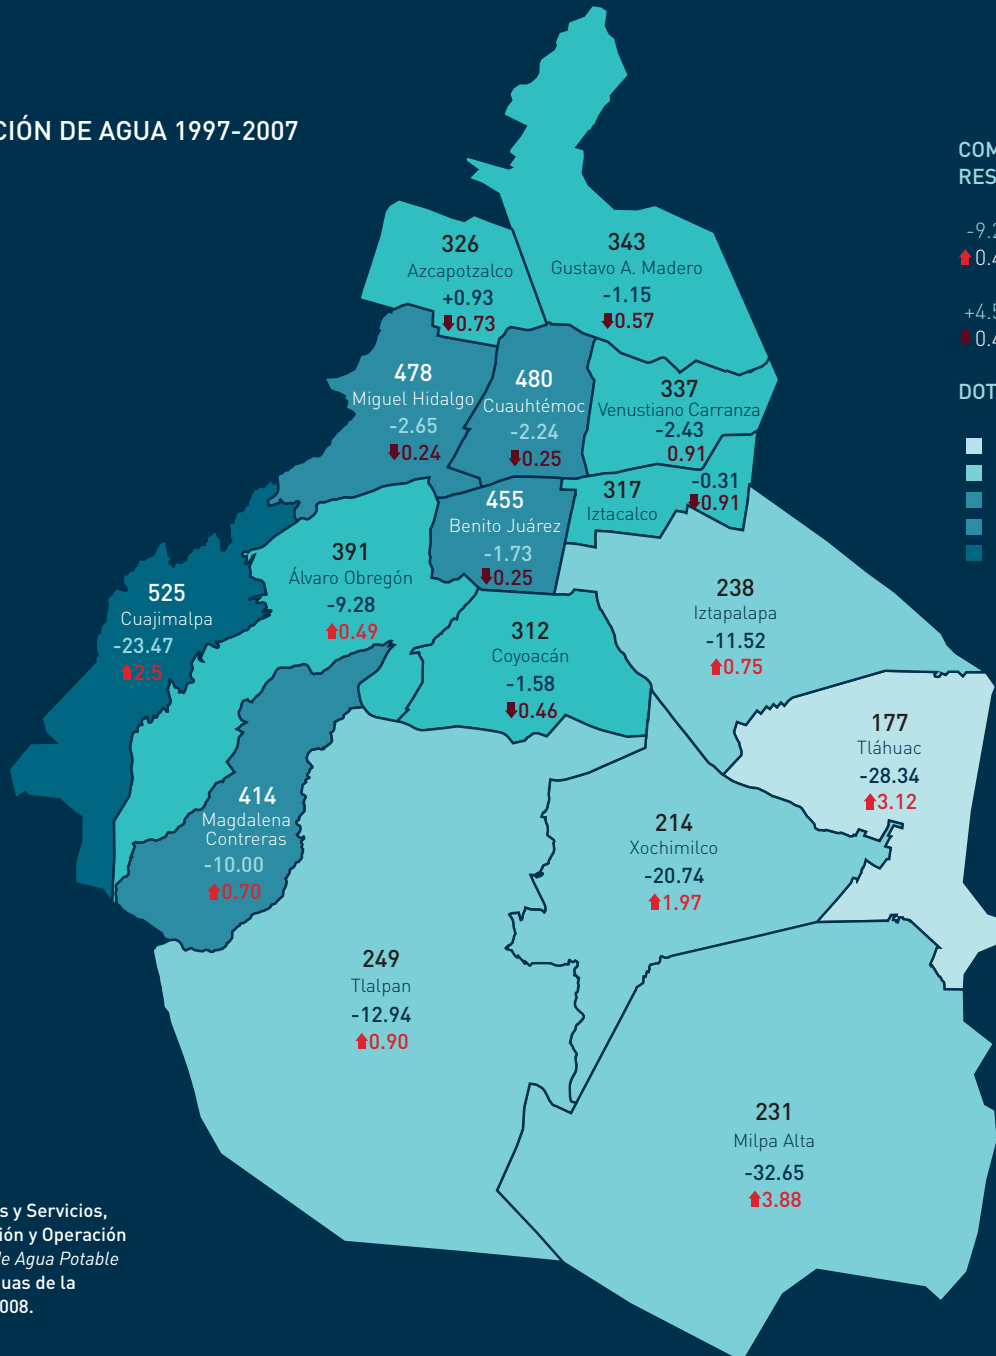 CIÓN DE AGUA 1997-2007
COM
RES
-9.2
0.4
+4.5
0.4
DOT
326
Azcapotzalco
+0.93
0.73
343
Gustavo A. Madero
-1.15
0.57
478
Miguel Hidalgo
-2.65
0.24
480
Cuauhtémoc
-2.24
0.25
337
Venustiano Carranza
-2.43
0.91
317
Iztacalco
-0.31
0.91
455
Benito Juárez
-1.73
0.25
391
Álvaro Obregón
-9.28
0.49
525
Cuajimalpa
-23.47
2.5
312
Coyoacán
-1.58
0.46
238
Iztapalapa
-11.52
0.75
177
Tláhuac
-28.34
3.12
414
Magdalena
Contreras
-10.00
0.70
214
Xochimilco
-20.74
1.97
249
Tlalpan
-12.94
0.90
231
Milpa Alta
-32.65
3.88
s y Servicios,
ión y Operación
de Agua Potable
uas de la
008.